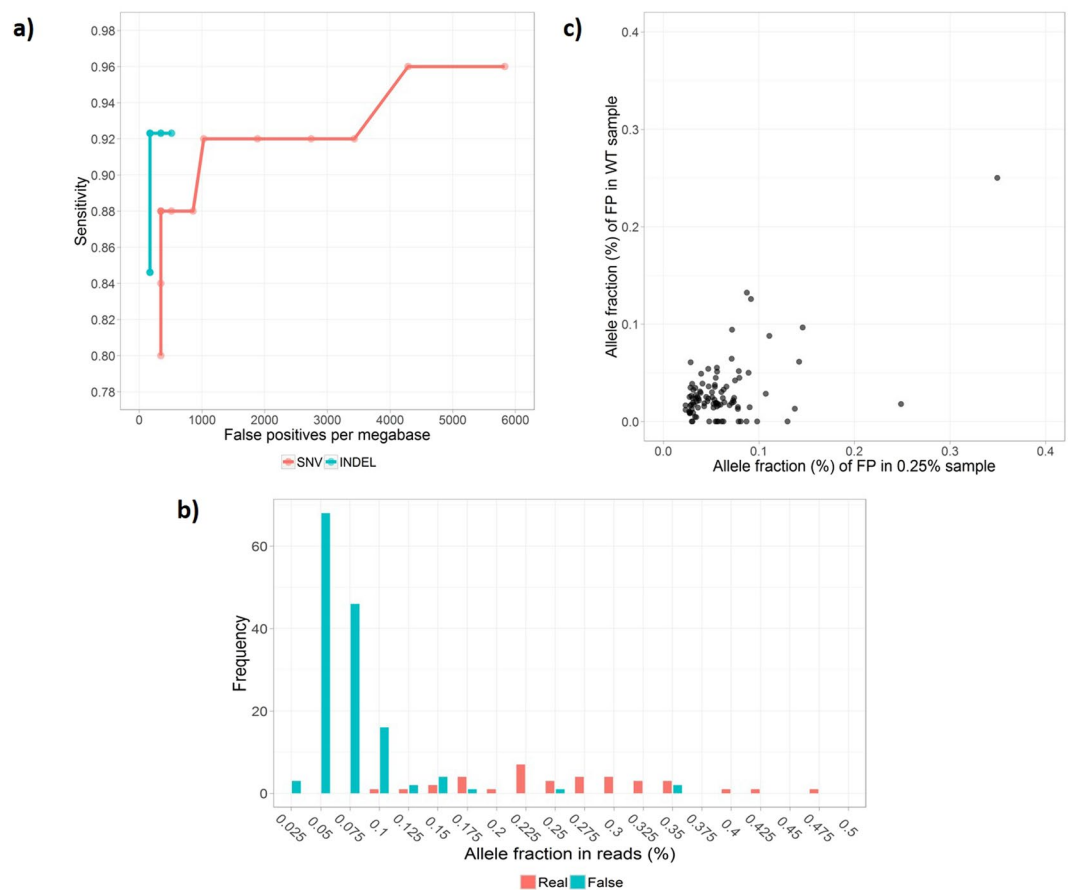 a)
0.98
0.96
0.94
0.92
0.90
0.88
0.86
0.84
0.82
0.80
0.78
Sensitivity
0 1000 2000 3000 4000 5000 6000
False positives per megabase
SNV INDEL
c)
0.4
0.3
0.2
0.1
0.0
Allele fraction (%) of FP in WT sample
0.0 0.1 0.2 0.3 0.4
Allele fraction (%) of FP in 0.25% sample
b)
60
40
20
0
Frequency
0.025 0.05 0.075 0.1 0.125 0.15 0.175 0.2 0.225 0.25 0.275 0.3 0.325 0.35 0.375 0.4 0.425 0.45 0.475 0.5
Allele fraction in reads (%)
Real False